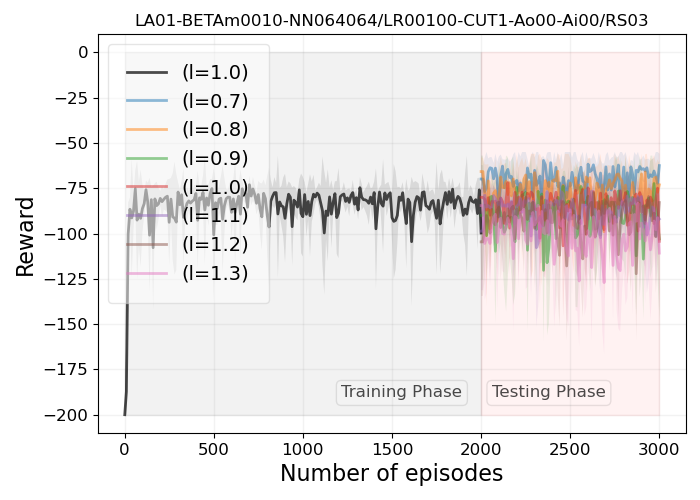 LA01-BETAm0010-NN064064/LR00100-CUT1-Ao00-Ai00/RS03
0
−25
−50
−75
−100
−125
−150
−175
−200
Reward
(l=1.0)
(l=0.7)
(l=0.8)
(l=0.9)
(l=1.0)
(l=1.1)
(l=1.2)
(l=1.3)
Training Phase
Testing Phase
0 500 1000 1500 2000 2500 3000
Number of episodes